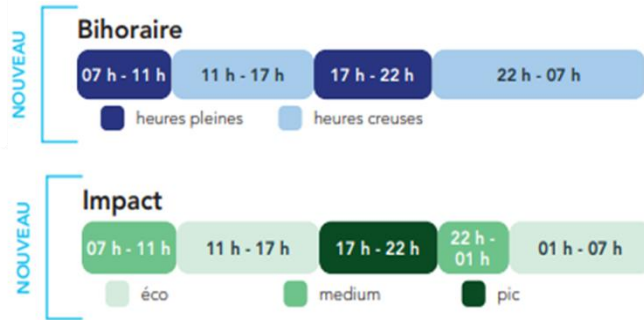 NOUVEAU
Bihoraire
07 h - 11 h 11 h - 17 h 17 h - 22 h 22 h - 07 h
heures pleines heures creuses
NOUVEAU
Impact
07 h - 11 h 11 h - 17 h 17 h - 22 h 22 h - 01 h 01 h - 07 h
éco medium pic